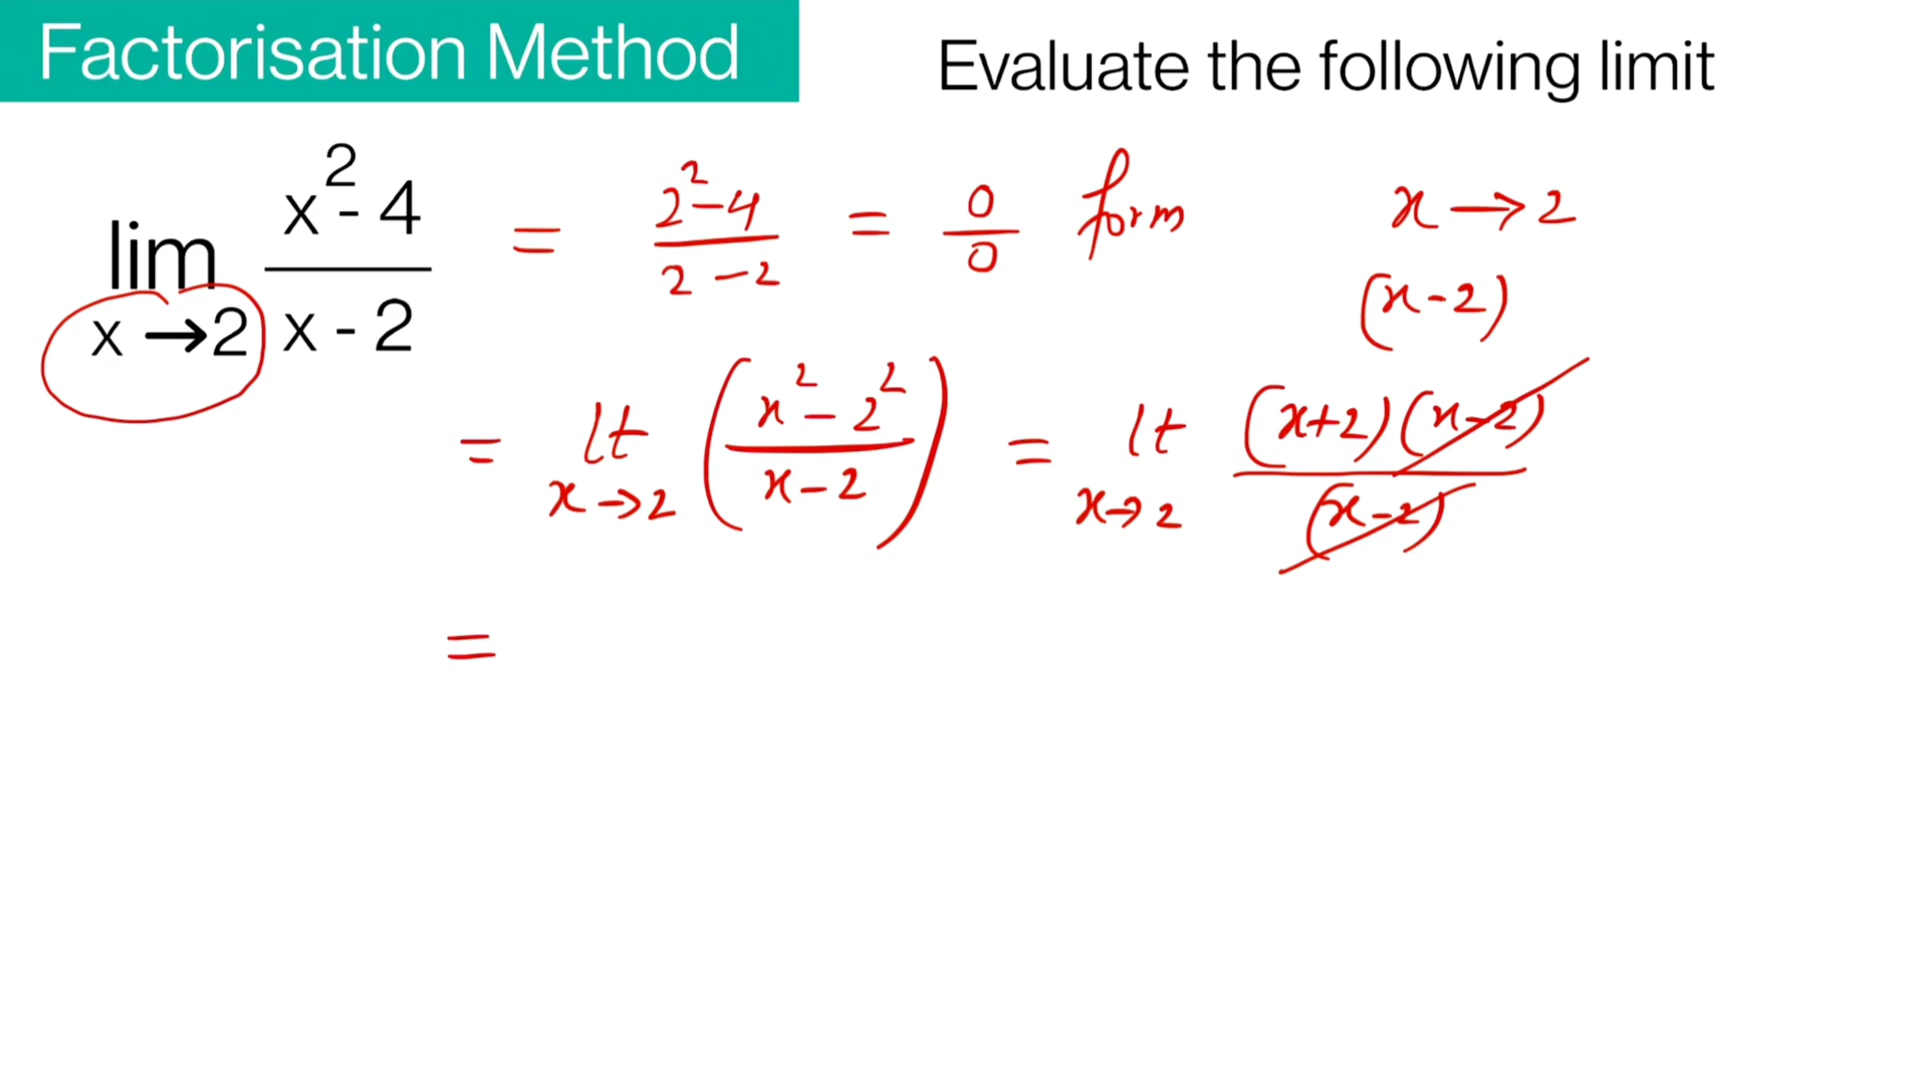 Factorisation Method
Evaluate the following limit
lim x→2 (x² - 4)/(x - 2) = (2² - 4)/(2 - 2) = 0/0 form
x → 2
(x - 2)
= lt x→2 ((x² - 2²)/(x - 2)) = lt x→2 ((x+2)(x-2))/((x-2))
=